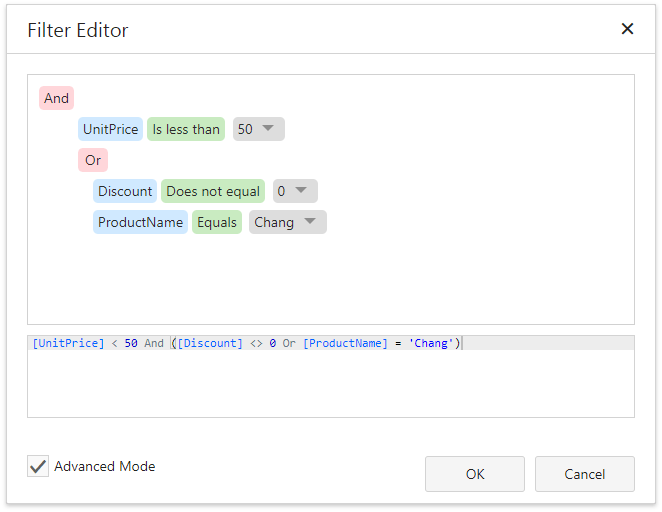 Filter Editor
And
UnitPrice Is less than 50
Or
Discount Does not equal 0
ProductName Equals Chang
[UnitPrice] < 50 And ([Discount] <> 0 Or [ProductName] = 'Chang')
Advanced Mode
OK Cancel